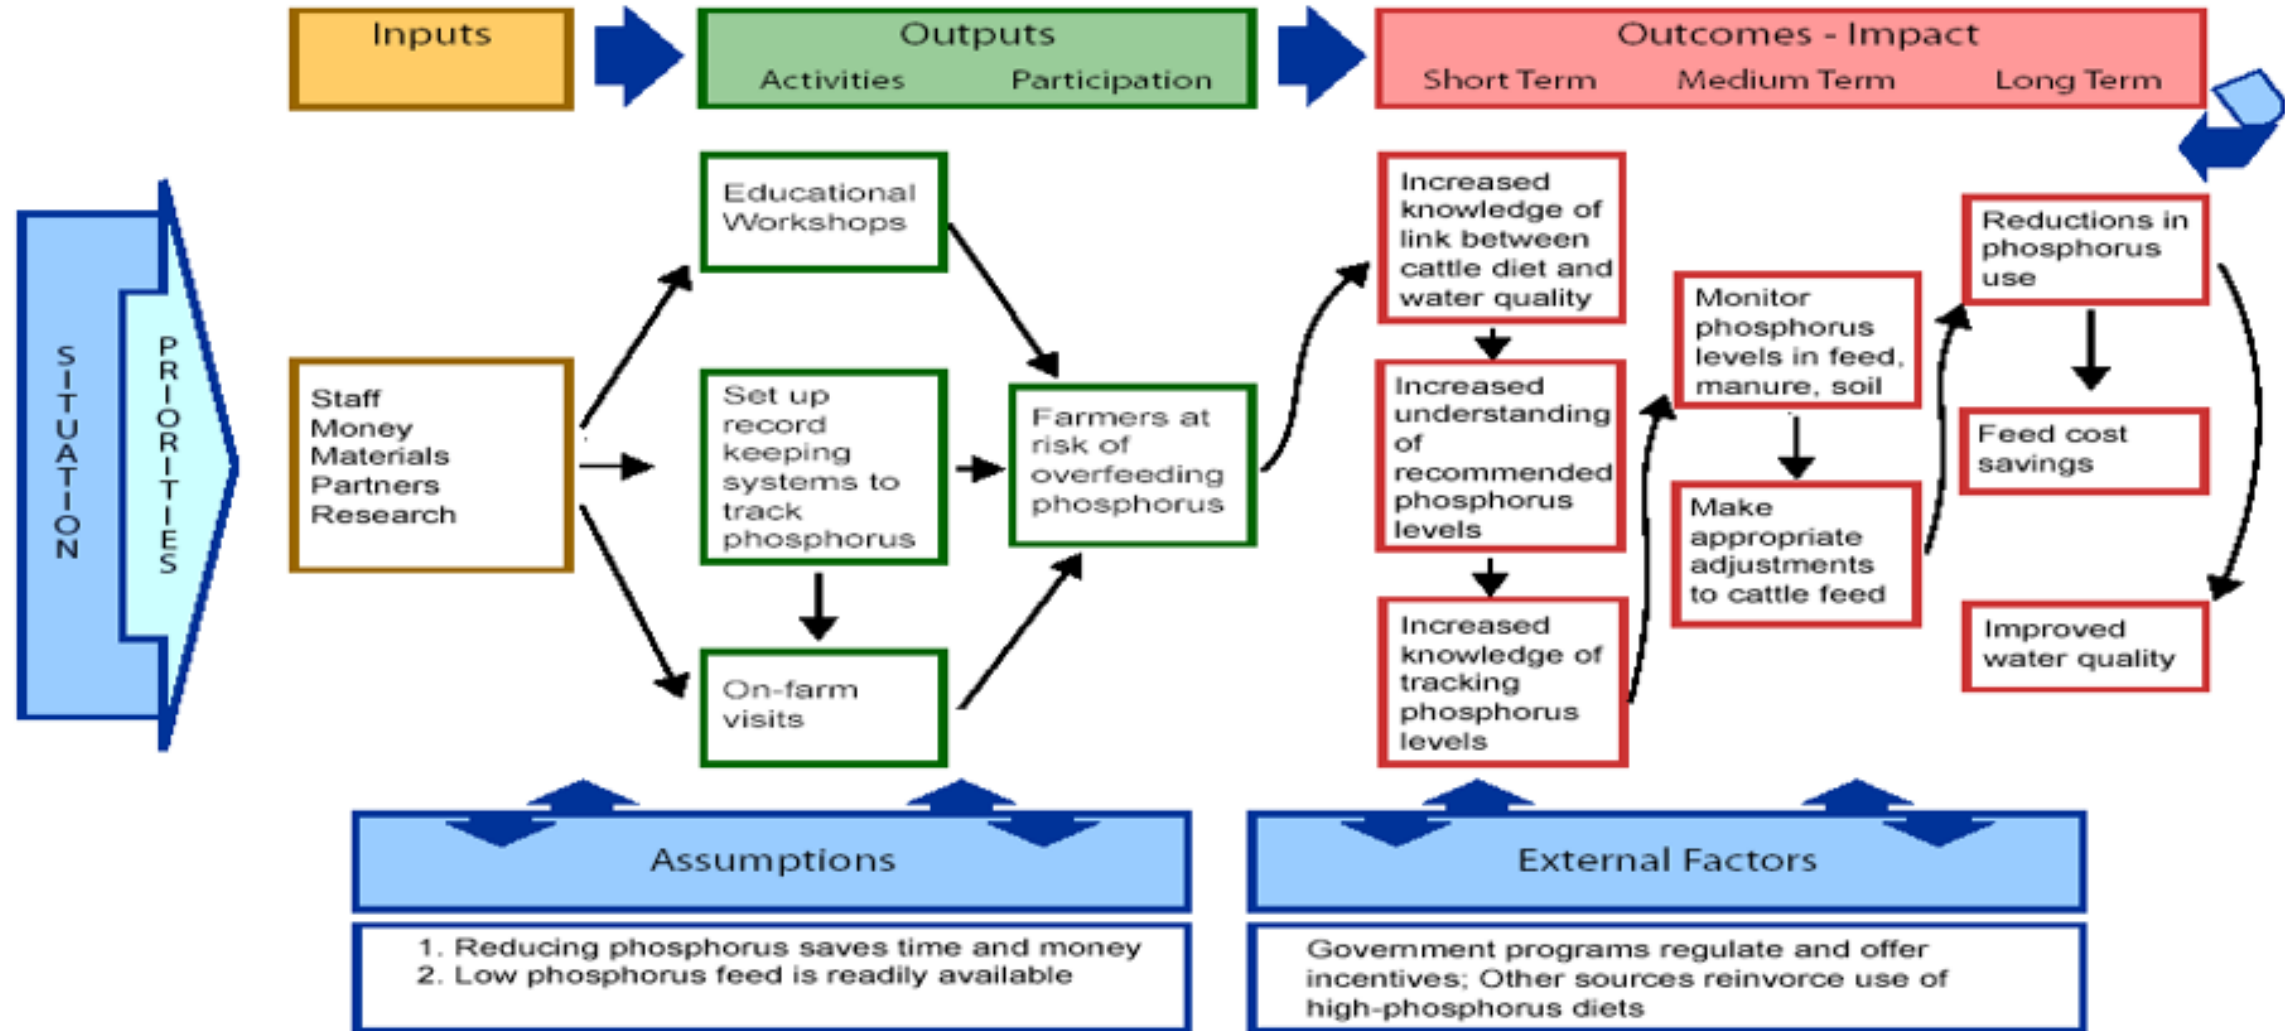 Inputs
Outputs
Activities Participation
Outcomes - Impact
Short Term Medium Term Long Term
SITUATION
PRIORITIES
Staff
Money
Materials
Partners
Research
Educational
Workshops
Set up
record
keeping
systems to
track
phosphorus
On-farm
visits
Farmers at
risk of
overfeeding
phosphorus
Increased
knowledge of
link between
cattle diet and
water quality
Increased
understanding
of
recommended
phosphorus
levels
Increased
knowledge of
tracking
phosphorus
levels
Monitor
phosphorus
levels in feed,
manure, soil
Make
appropriate
adjustments
to cattle feed
Reductions in
phosphorus
use
Feed cost
savings
Improved
water quality
Assumptions
1. Reducing phosphorus saves time and money
2. Low phosphorus feed is readily available
External Factors
Government programs regulate and offer
incentives; Other sources reinvorce use of
high-phosphorus diets